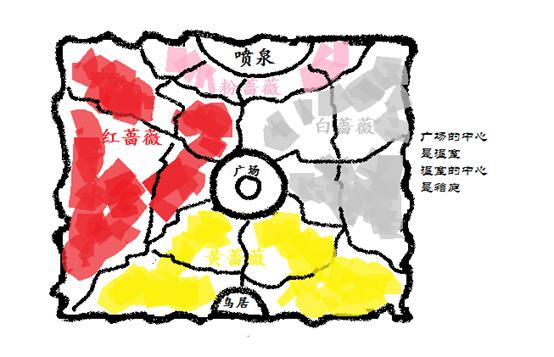 喷泉
粉蔷薇
红蔷薇
白蔷薇
广场
黄蔷薇
鸟居
广场的中心
是温室
温室的中心
是箱庭